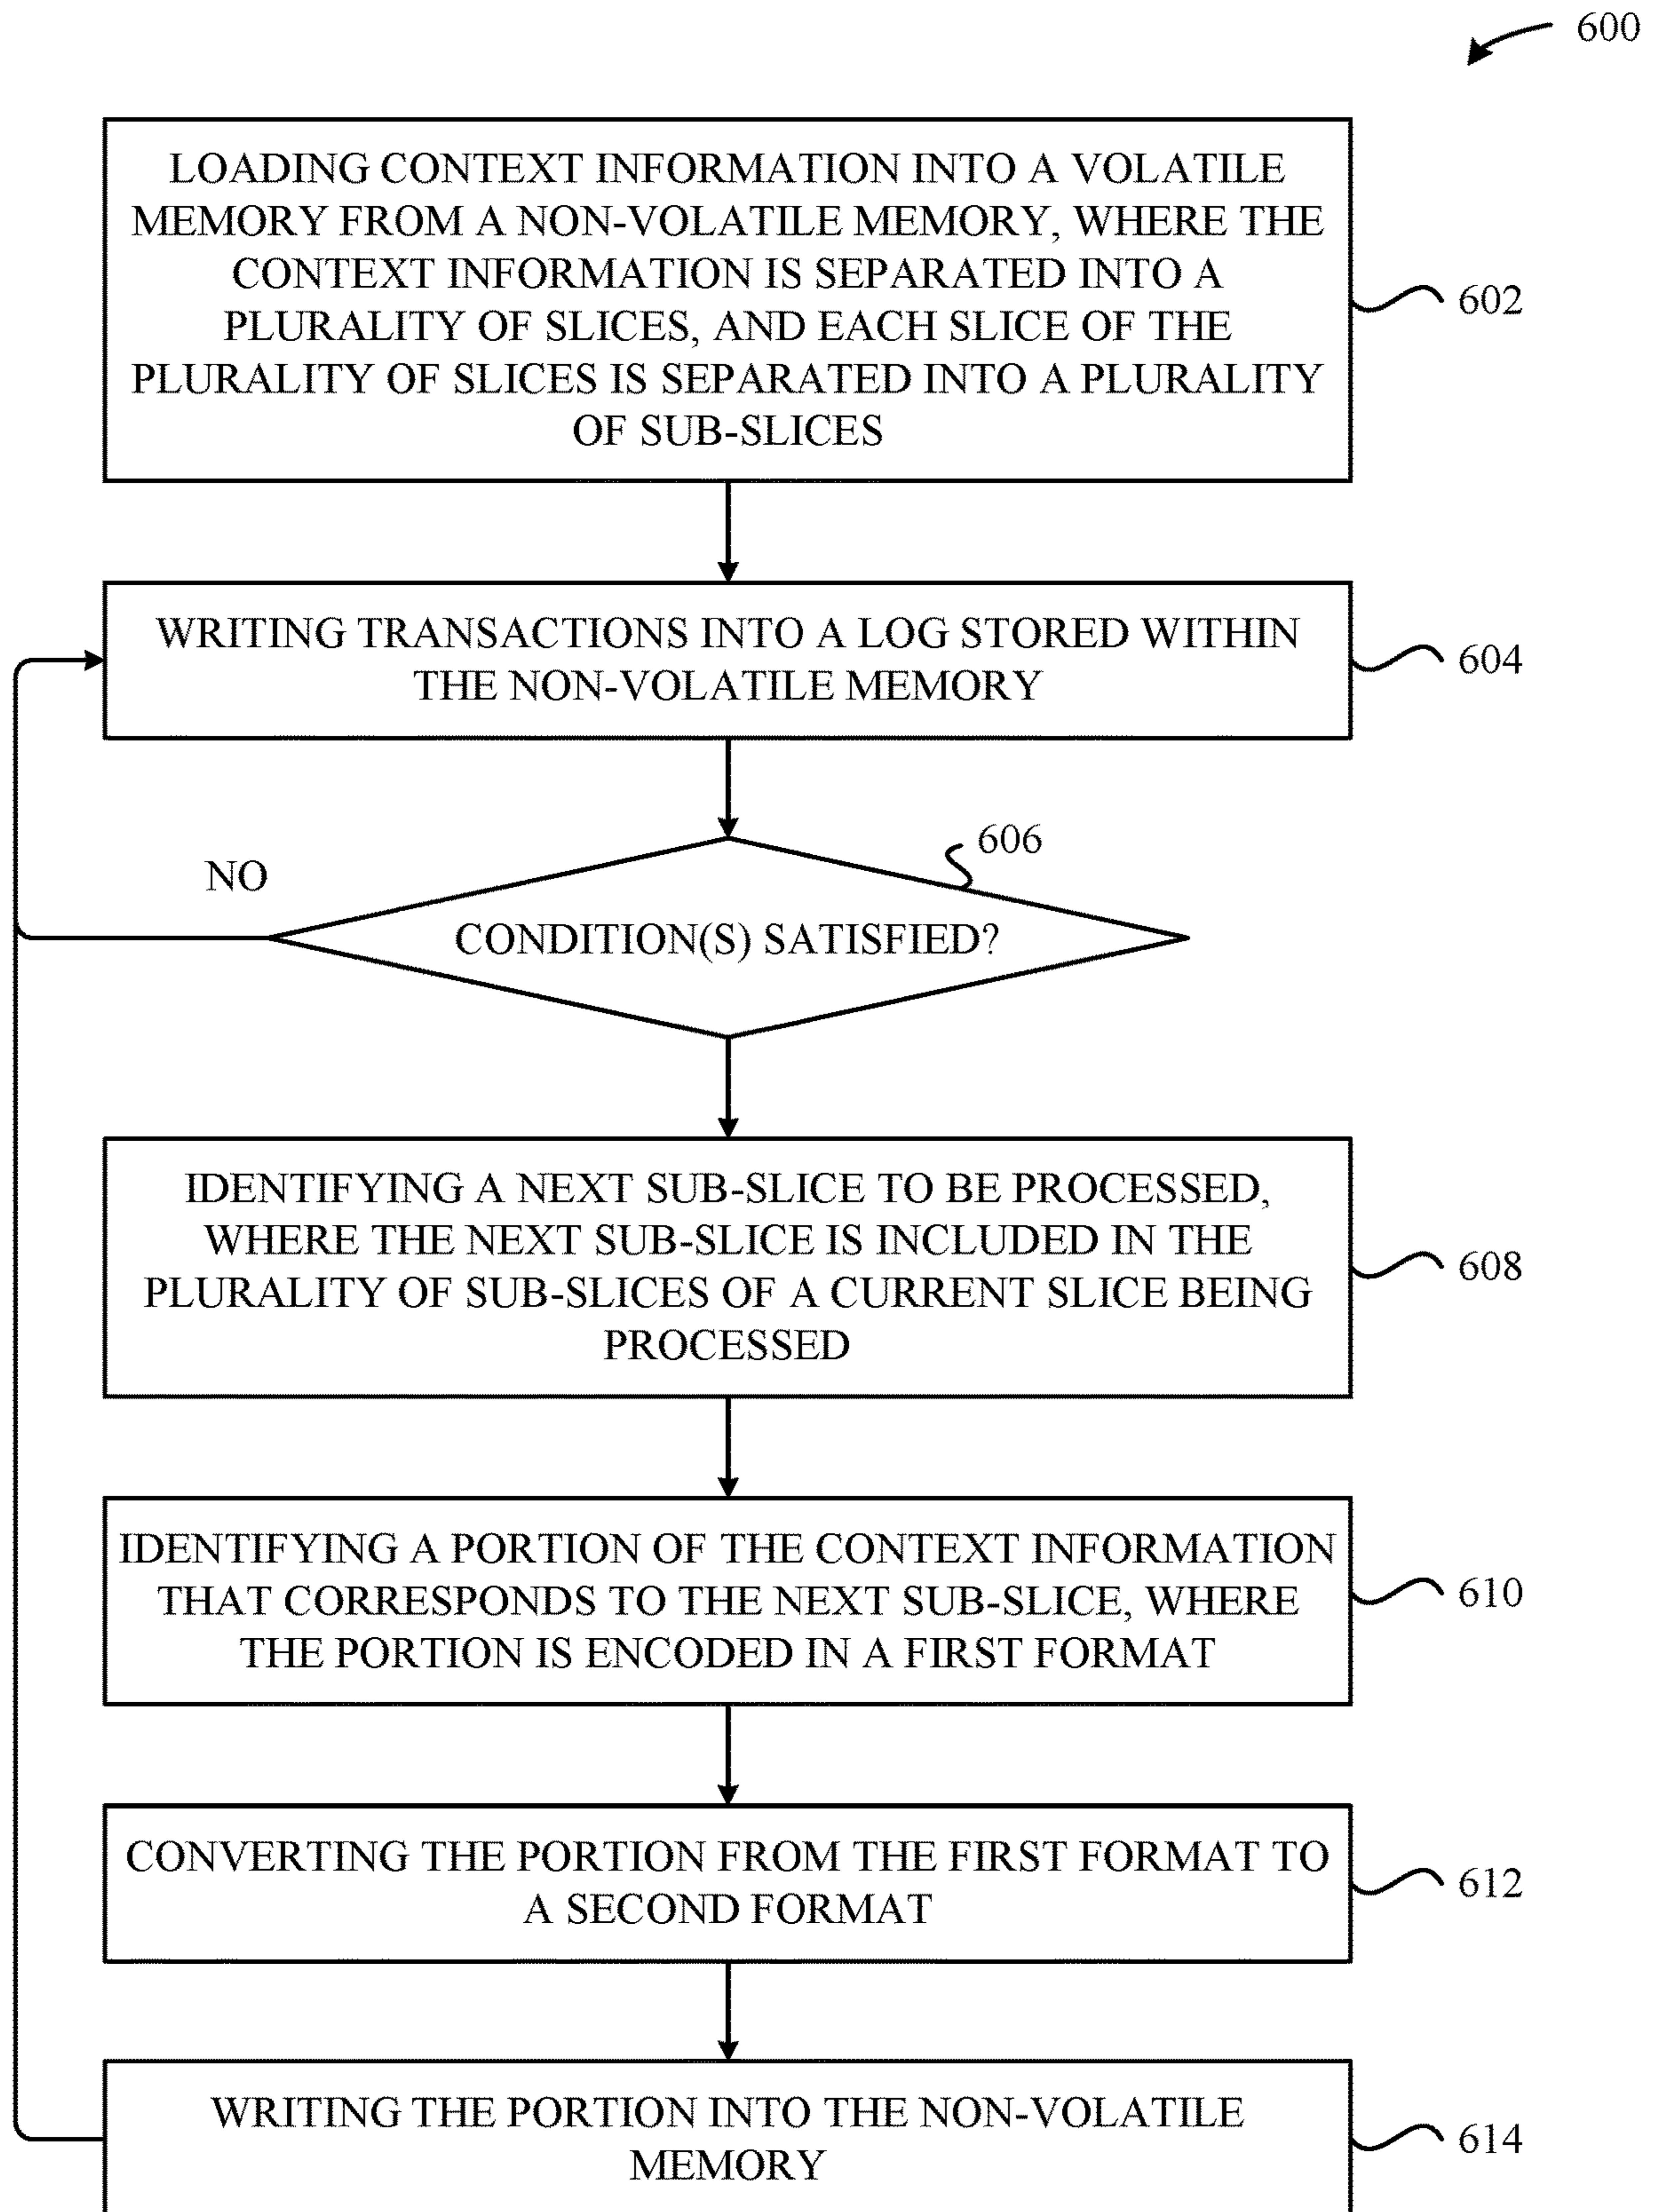 600
LOADING CONTEXT INFORMATION INTO A VOLATILE
MEMORY FROM A NON-VOLATILE MEMORY, WHERE THE
CONTEXT INFORMATION IS SEPARATED INTO A
PLURALITY OF SLICES, AND EACH SLICE OF THE
PLURALITY OF SLICES IS SEPARATED INTO A PLURALITY
OF SUB-SLICES
602
WRITING TRANSACTIONS INTO A LOG STORED WITHIN
THE NON-VOLATILE MEMORY
604
606
NO
CONDITION(S) SATISFIED?
IDENTIFYING A NEXT SUB-SLICE TO BE PROCESSED,
WHERE THE NEXT SUB-SLICE IS INCLUDED IN THE
PLURALITY OF SUB-SLICES OF A CURRENT SLICE BEING
PROCESSED
608
IDENTIFYING A PORTION OF THE CONTEXT INFORMATION
THAT CORRESPONDS TO THE NEXT SUB-SLICE, WHERE
THE PORTION IS ENCODED IN A FIRST FORMAT
610
CONVERTING THE PORTION FROM THE FIRST FORMAT TO
A SECOND FORMAT
612
WRITING THE PORTION INTO THE NON-VOLATILE
MEMORY
614